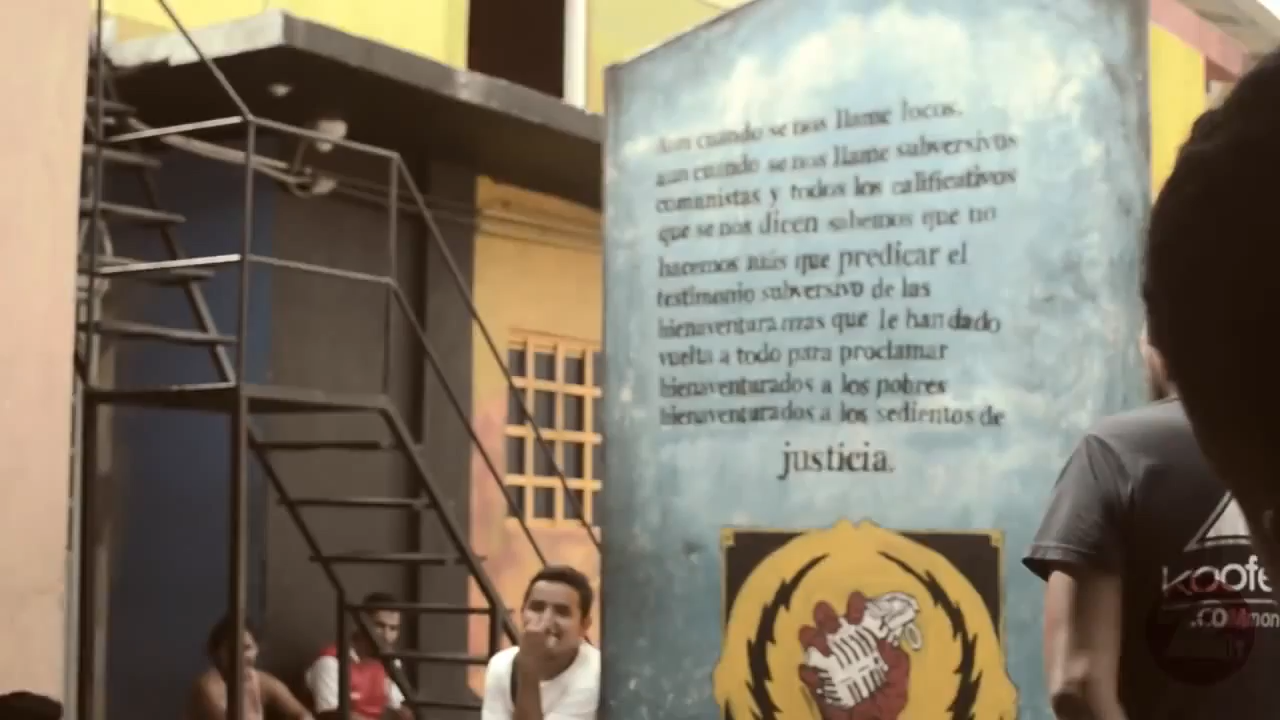 Aun cuando se nos llame locos.
aun cuando se nos llame subversivos
comunistas y todos los calificativos
que se nos dicen sabemos que no
hacemos más que predicar el
testimonio subversivo de las
bienaventuranzas que le han dado
vuelta a todo para proclamar
bienaventurados a los pobres
bienaventurados a los sedientos de
justicia.
koofe
.COM